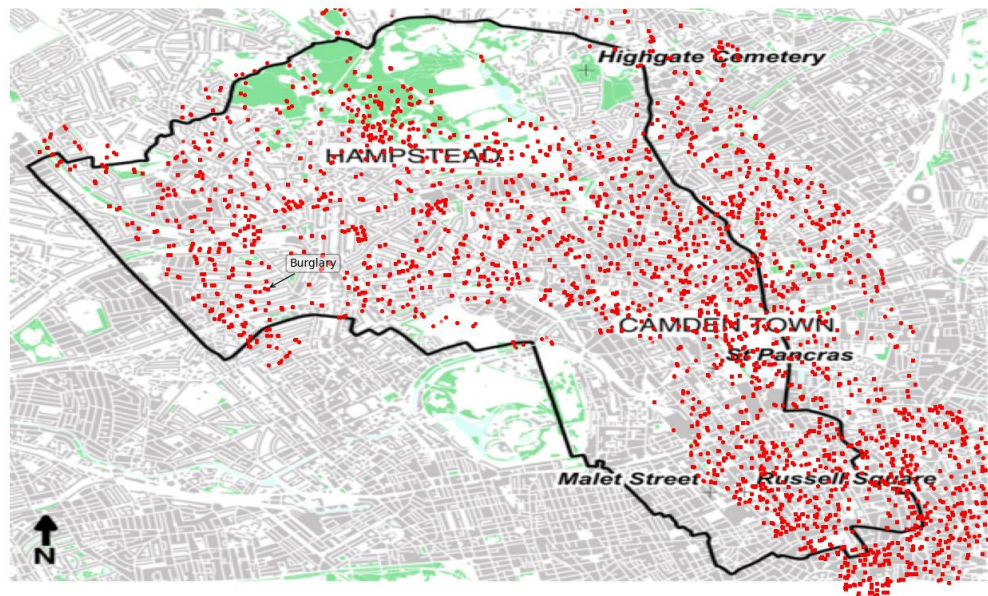 Highgate Cemetery
HAMPSTEAD
Burglary
CAMDEN TOWN
St Pancras
Malet Street
Russell Square
N